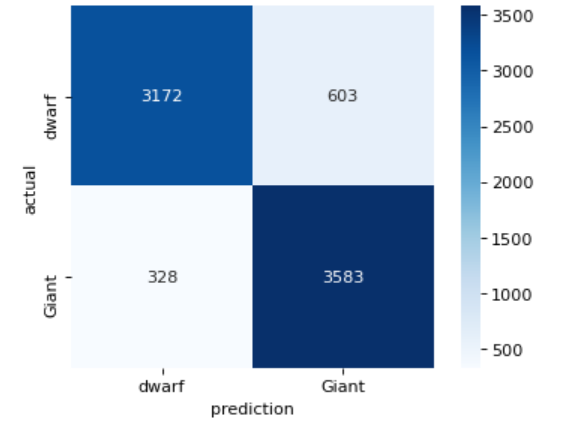 3172 603
328 3583
dwarf
Giant
actual
dwarf Giant
prediction
3500
3000
2500
2000
1500
1000
500